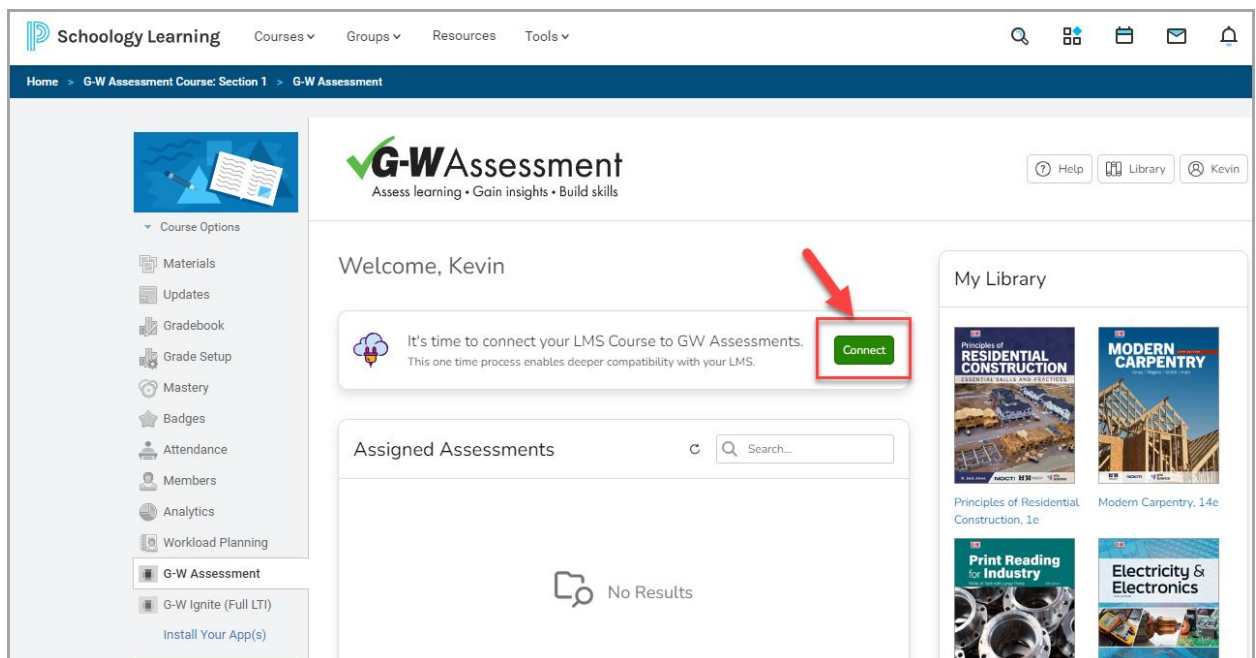 Schoology Learning
Courses
Groups
Resources
Tools
Home > G-W Assessment Course: Section 1 > G-W Assessment
Course Options
Materials
Updates
Gradebook
Grade Setup
Mastery
Badges
Attendance
Members
Analytics
Workload Planning
G-W Assessment
G-W Ignite (Full LTI)
Install Your App(s)
G-W Assessment
Assess learning • Gain insights • Build skills
Help
Library
Kevin
Welcome, Kevin
It's time to connect your LMS Course to GW Assessments.
This one time process enables deeper compatibility with your LMS.
Connect
Assigned Assessments
Search...
No Results
My Library
Principles of
RESIDENTIAL
CONSTRUCTION
ESSENTIAL SKILLS AND PRACTICES
NOCTI
Principles of Residential
Construction, 1e
MODERN
CARPENTRY
NOCTI
Modern Carpentry, 14e
Print Reading
for Industry
Electricity &
Electronics